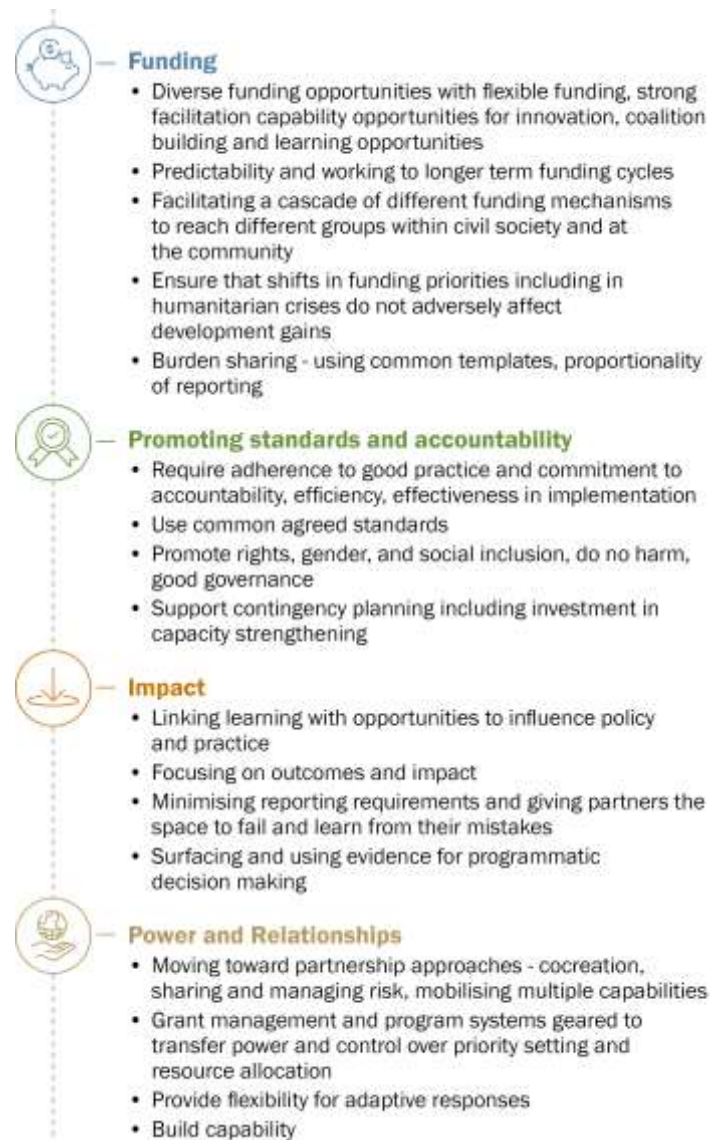 Funding
• Diverse funding opportunities with flexible funding, strong
facilitation capability opportunities for innovation, coalition
building and learning opportunities
• Predictability and working to longer term funding cycles
• Facilitating a cascade of different funding mechanisms
to reach different groups within civil society and at
the community
• Ensure that shifts in funding priorities including in
humanitarian crises do not adversely affect
development gains
• Burden sharing - using common templates, proportionality
of reporting
Promoting standards and accountability
• Require adherence to good practice and commitment to
accountability, efficiency, effectiveness in implementation
• Use common agreed standards
• Promote rights, gender, and social inclusion, do no harm,
good governance
• Support contingency planning including investment in
capacity strengthening
Impact
• Linking learning with opportunities to influence policy
and practice
• Focusing on outcomes and impact
• Minimising reporting requirements and giving partners the
space to fail and learn from their mistakes
• Surfacing and using evidence for programmatic
decision making
Power and Relationships
• Moving toward partnership approaches - cocreation,
sharing and managing risk, mobilising multiple capabilities
• Grant management and program systems geared to
transfer power and control over priority setting and
resource allocation
• Provide flexibility for adaptive responses
• Build capability